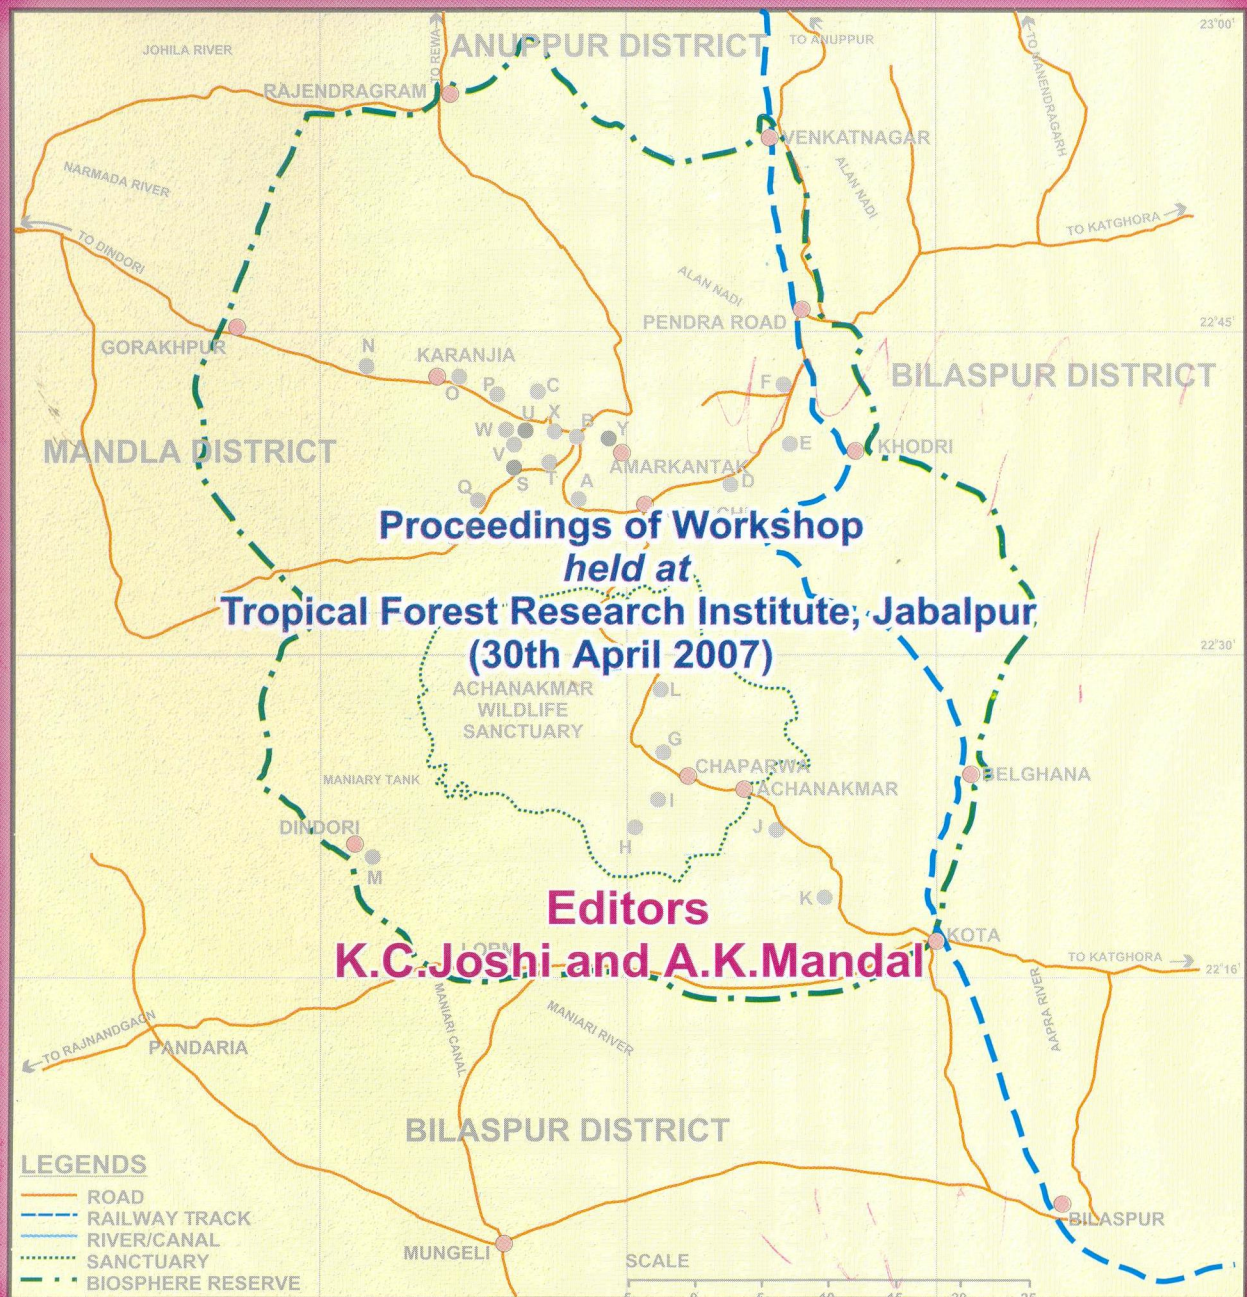 23°00'
JOHILA RIVER
TO REWA
ANUPPUR DISTRICT
TO ANUPPUR
RAJENDRAGRAM
VENKATNAGAR
NARMADA RIVER
ALAN NADI
TO DINDORI
TO KATGHORA
ALAN NADI
PENDRA ROAD
22°45'
GORAKHPUR
N
KARANJIA
O
P
C
F
BILASPUR DISTRICT
U
X
B
W
Y
MANDLA DISTRICT
V
E
KHODRI
T
AMARKANTAK
S
Q
A
D
Proceedings of Workshop
held at
Tropical Forest Research Institute, Jabalpur
(30th April 2007)
22°30'
ACHANAKMAR
WILDLIFE
SANCTUARY
L
G
CHAPARWA
BELGHANA
MANIARY TANK
ACHANAKMAR
I
DINDORI
J
H
M
K
Editors
K.C.Joshi and A.K.Mandal
KOTA
TO KATGHORA
22°16'
AAPRA RIVER
MANIARI CANAL
MANIARI RIVER
TO RAJNANDGAON
PANDARIA
BILASPUR DISTRICT
LEGENDS
ROAD
RAILWAY TRACK
RIVER/CANAL
SANCTUARY
BIOSPHERE RESERVE
BILASPUR
MUNGELI
SCALE